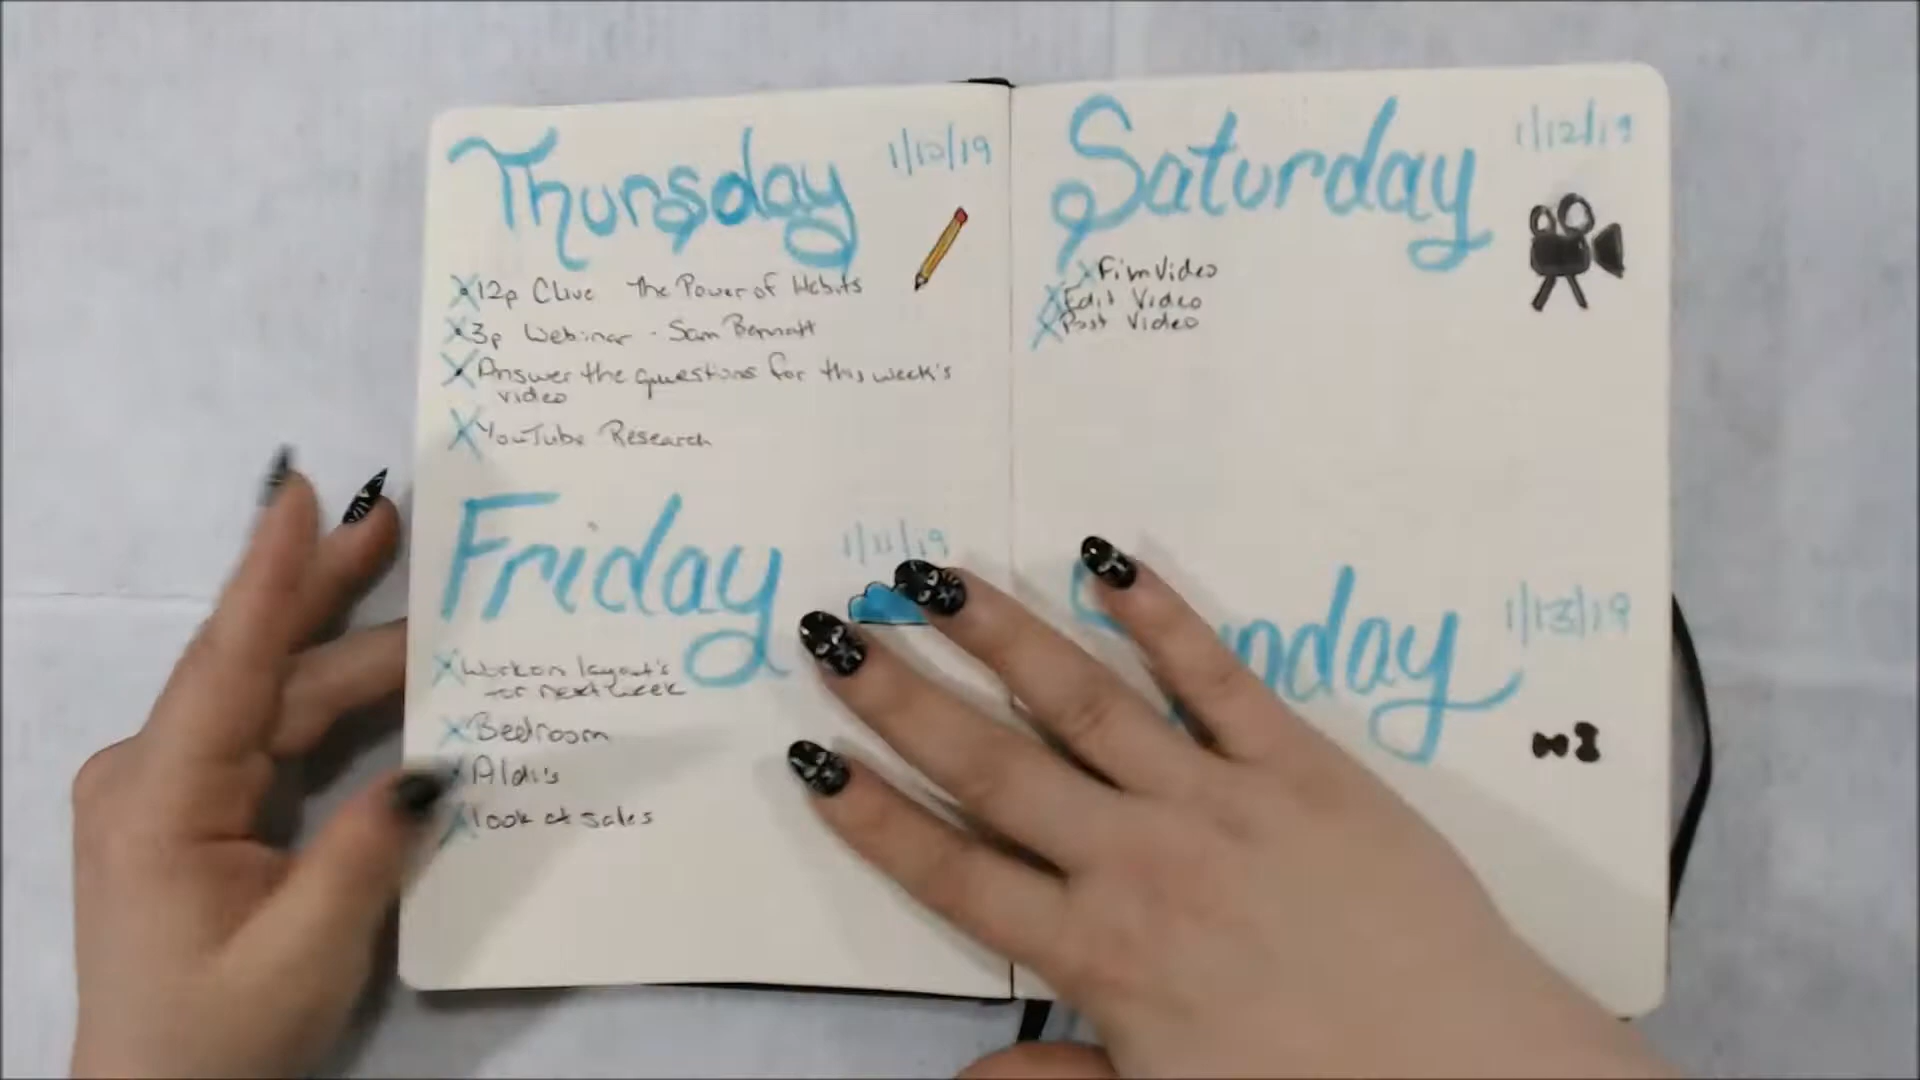 Thursday
1/10/19
12p Clive The Power of Habits
3p Webinar - Sam Bennett
Answer the questions for this week's
video
YouTube Research
Friday
1/11/19
Work on layout's
for next week
Bedroom
Aldi's
look at sales
Saturday
1/12/19
Film Video
Edit Video
Post Video
1/13/19